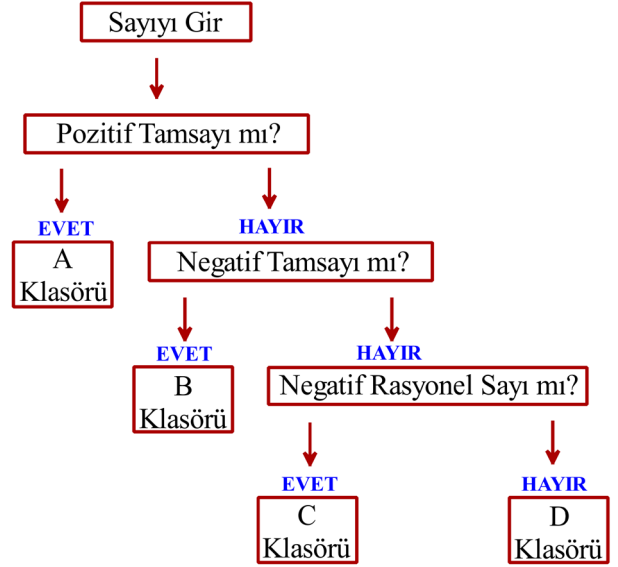 Sayıyı Gir
Pozitif Tamsayı mı?
EVET
HAYIR
A
Klasörü
Negatif Tamsayı mı?
EVET
HAYIR
B
Klasörü
Negatif Rasyonel Sayı mı?
EVET
HAYIR
C
Klasörü
D
Klasörü